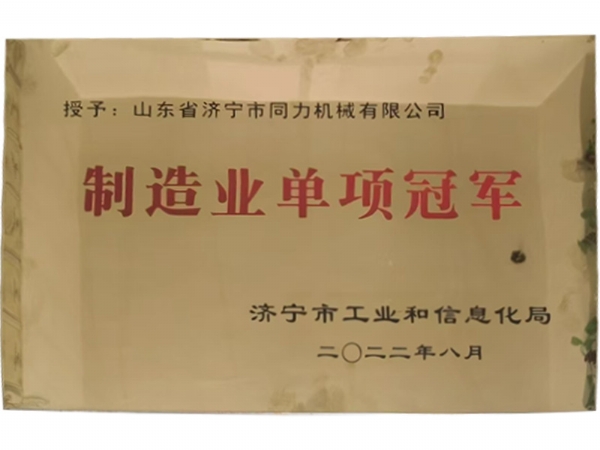 授予：山东省济宁市同力机械有限公司
制造业单项冠军
济宁市工业和信息化局
二〇二二年八月